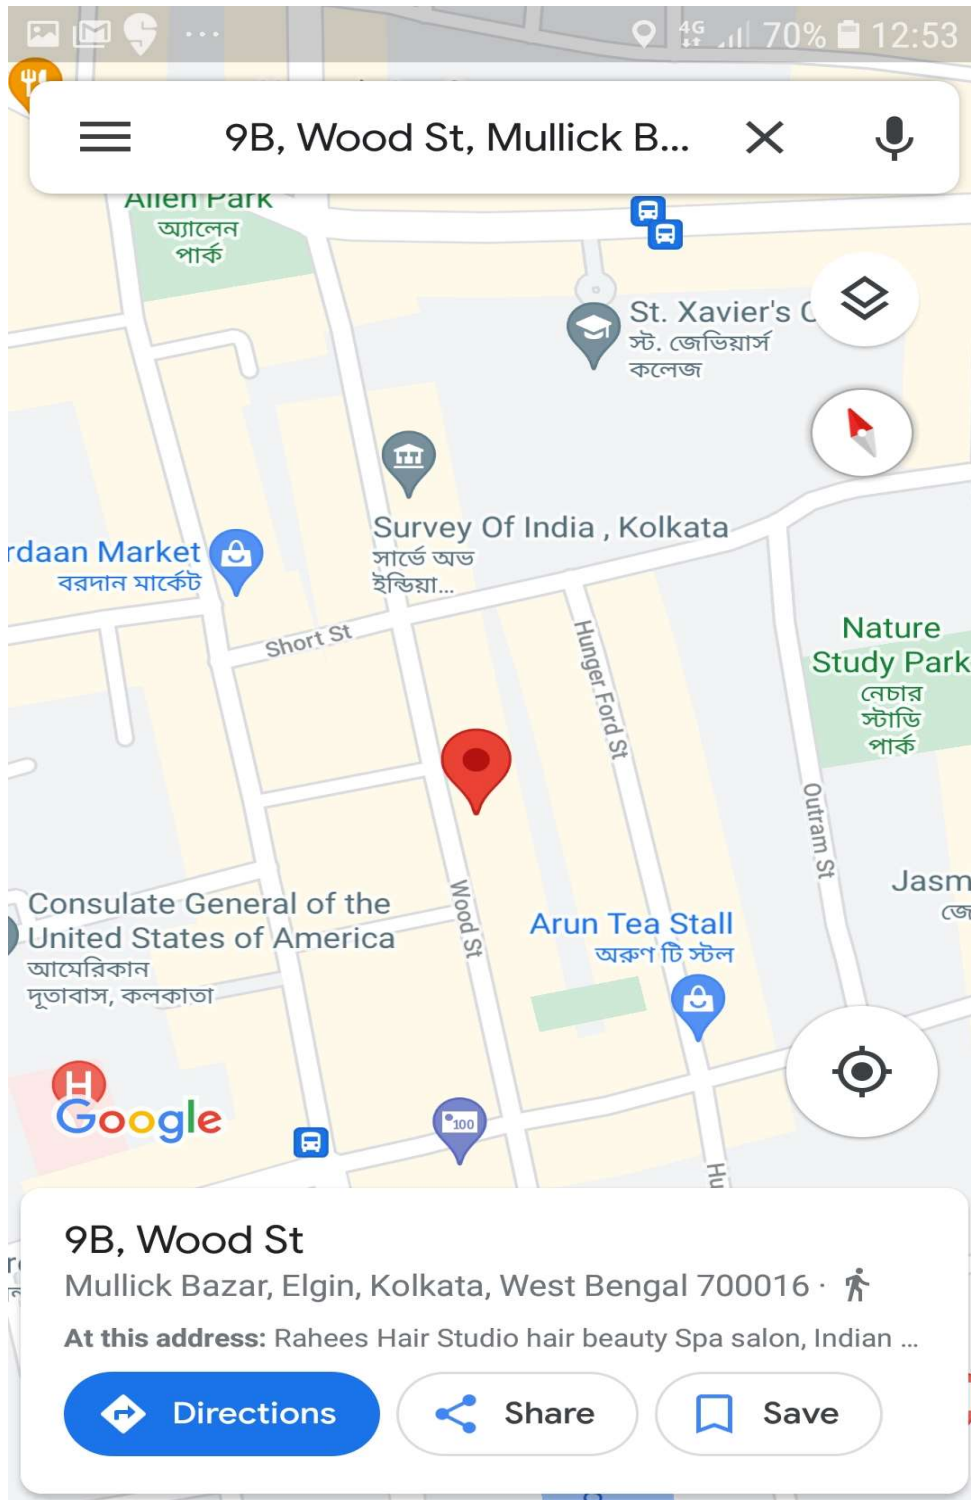 70% 12:53
4G
9B, Wood St, Mullick B...
Allen Park
অ্যালেন
পার্ক
St. Xavier's C
স্ট. জেভিয়ার্স
কলেজ
Survey Of India , Kolkata
সার্ভে অভ
ইন্ডিয়া...
rdaan Market
বরদান মার্কেট
Short St
Hunger Ford St
Nature
Study Park
নেচার
স্টাডি
পার্ক
Outram St
Jasm
জে
Consulate General of the
United States of America
আমেরিকান
দূতাবাস, কলকাতা
Wood St
Arun Tea Stall
অরুণ টি স্টল
H
Google
100
Hu
9B, Wood St
Mullick Bazar, Elgin, Kolkata, West Bengal 700016 ·
At this address: Rahees Hair Studio hair beauty Spa salon, Indian ...
Directions
Share
Save